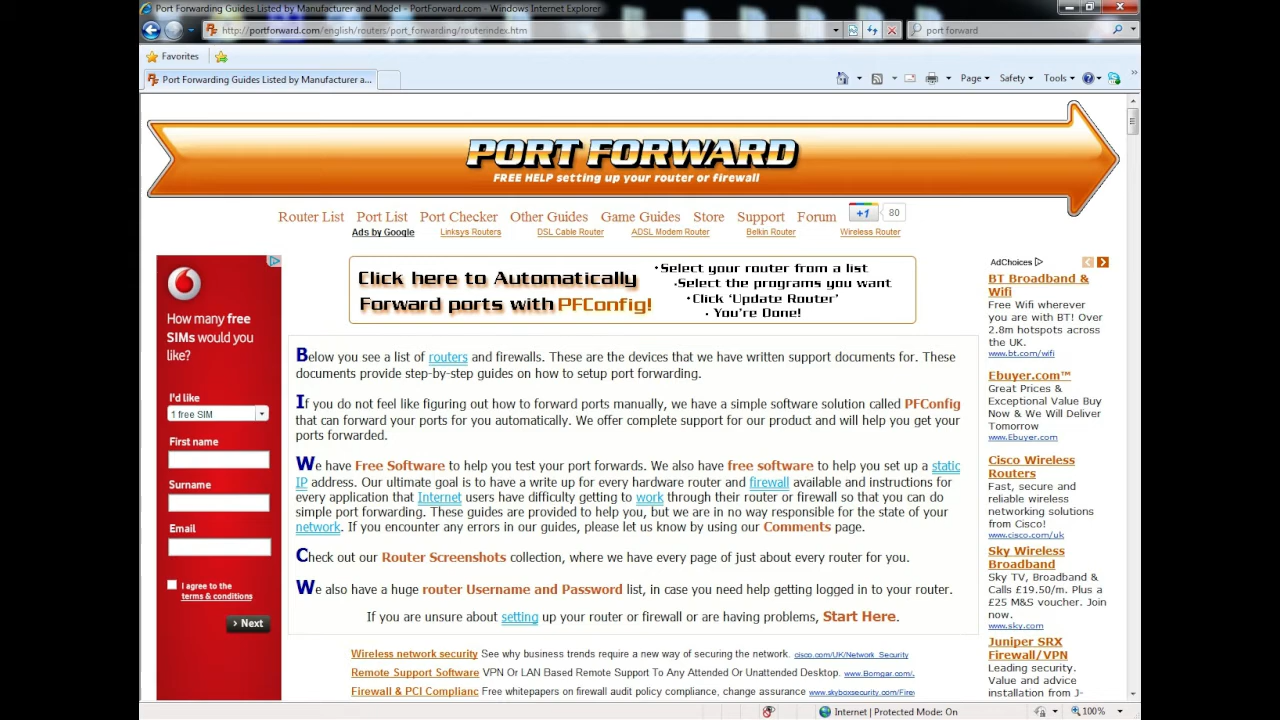 Port Forwarding Guides Listed by Manufacturer and Model - PortForward.com - Windows Internet Explorer
http://portforward.com/english/routers/port_forwarding/routerindex.htm
port forward
Favorites
Port Forwarding Guides Listed by Manufacturer a...
Page
Safety
Tools
PORT FORWARD
FREE HELP setting up your router or firewall
Router List Port List Port Checker Other Guides Game Guides Store Support Forum
+1 80
Ads by Google Linksys Routers DSL Cable Router ADSL Modem Router Belkin Router Wireless Router
How many free
SIMs would you
like?
I'd like
1 free SIM
First name
Surname
Email
I agree to the
terms & conditions
› Next
Click here to Automatically
Forward ports with PFConfig!
•Select your router from a list
•Select the programs you want
•Click 'Update Router'
• You're Done!
Below you see a list of routers and firewalls. These are the devices that we have written support documents for. These
documents provide step-by-step guides on how to setup port forwarding.
If you do not feel like figuring out how to forward ports manually, we have a simple software solution called PFConfig
that can forward your ports for you automatically. We offer complete support for our product and will help you get your
ports forwarded.
We have Free Software to help you test your port forwards. We also have free software to help you set up a static
IP address. Our ultimate goal is to have a write up for every hardware router and firewall available and instructions for
every application that Internet users have difficulty getting to work through their router or firewall so that you can do
simple port forwarding. These guides are provided to help you, but we are in no way responsible for the state of your
network. If you encounter any errors in our guides, please let us know by using our Comments page.
Check out our Router Screenshots collection, where we have every page of just about every router for you.
We also have a huge router Username and Password list, in case you need help getting logged in to your router.
If you are unsure about setting up your router or firewall or are having problems, Start Here.
Wireless network security See why business trends require a new way of securing the network. cisco.com/UK/Network_Security
Remote Support Software VPN Or LAN Based Remote Support To Any Attended Or Unattended Desktop. www.Bomgar.com/.
Firewall & PCI Complianc Free whitepapers on firewall audit policy compliance, change assurance www.skyboxsecurity.com/Fire
AdChoices
BT Broadband &
Wifi
Free Wifi wherever
you are with BT! Over
2.8m hotspots across
the UK.
www.bt.com/wifi
Ebuyer.com™
Great Prices &
Exceptional Value Buy
Now & We Will Deliver
Tomorrow
www.Ebuyer.com
Cisco Wireless
Routers
Fast, secure and
reliable wireless
networking solutions
from Cisco!
www.cisco.com/uk
Sky Wireless
Broadband
Sky TV, Broadband &
Calls £19.50/m. Plus a
£25 M&S voucher. Join
now.
www.sky.com
Juniper SRX
Firewall/VPN
Leading security.
Value and advice
installation from J-
Internet | Protected Mode: On
100%